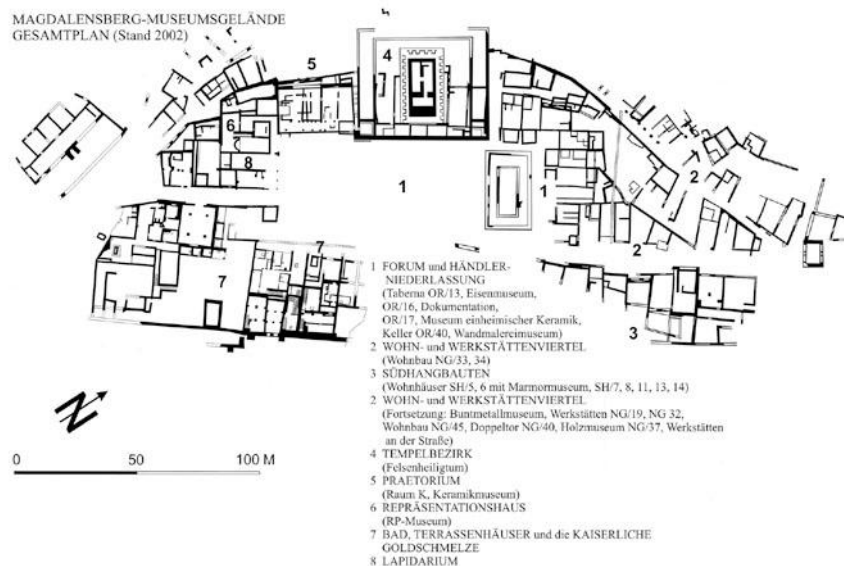 MAGDALENSBERG-MUSEUMSGELÄNDE
GESAMTPLAN (Stand 2002)
5
4
6
8
1
1
2
2
7
7
3
1 FORUM und HÄNDLER-
NIEDERLASSUNG
(Taberna OR/13, Eisenmuseum,
OR/16, Dokumentation,
OR/17, Museum einheimischer Keramik,
Keller OR/40, Wandmalereimuseum)
2 WOHN- und WERKSTÄTTENVIERTEL
(Wohnbau NG/33, 34)
3 SÜDHANGBAUTEN
(Wohnhäuser SH/5, 6 mit Marmormuseum, SH/7, 8, 11, 13, 14)
2 WOHN- und WERKSTÄTTENVIERTEL
(Fortsetzung: Buntmetallmuseum, Werkstätten NG/19, NG 32,
Wohnbau NG/45, Doppeltor NG/40, Holzmuseum NG/37, Werkstätten
an der Straße)
4 TEMPELBEZIRK
(Felsenheiligtum)
5 PRAETORIUM
(Raum K, Keramikmuseum)
6 REPRÄSENTATIONSHAUS
(RP-Museum)
7 BAD, TERRASSENHÄUSER und die KAISERLICHE
GOLDSCHMELZE
8 LAPIDARIUM
N
0 50 100 M